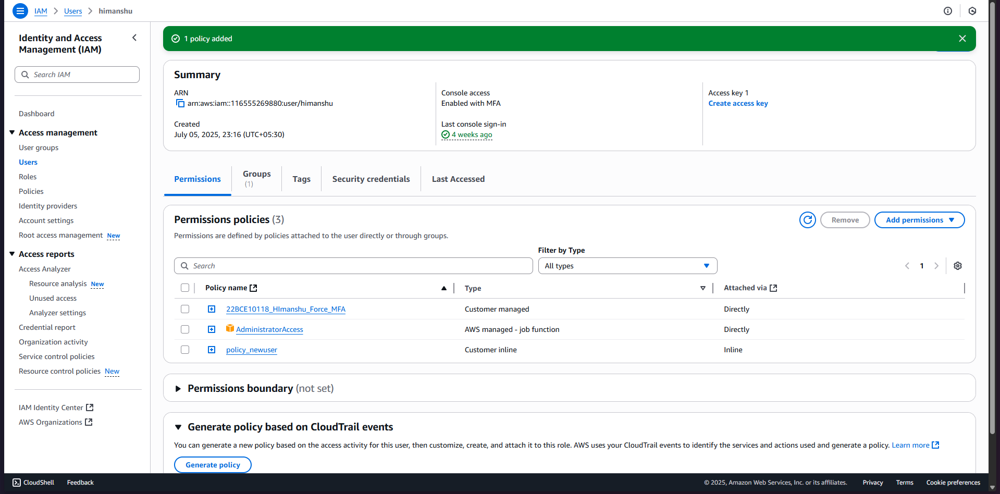 IAM > Users > himanshu
Identity and Access
Management (IAM)
Search IAM
Dashboard
Access management
User groups
Users
Roles
Policies
Identity providers
Account settings
Root access management New
Access reports
Access Analyzer
Resource analysis New
Unused access
Analyzer settings
Credential report
Organization activity
Service control policies
Resource control policies New
IAM Identity Center
AWS Organizations
1 policy added
Summary
ARN
arn:aws:iam::116555269880:user/himanshu
Created
July 05, 2025, 23:16 (UTC+05:30)
Console access
Enabled with MFA
Last console sign-in
4 weeks ago
Access key 1
Create access key
Permissions
Groups
(1)
Tags
Security credentials
Last Accessed
Permissions policies (3)
Remove
Add permissions
Permissions are defined by policies attached to the user directly or through groups.
Filter by Type
Search
All types
1
Policy name Type Attached via
22BCE10118_HImanshu_Force_MFA Customer managed Directly
AdministratorAccess AWS managed - job function Directly
policy_newuser Customer inline Inline
Permissions boundary (not set)
Generate policy based on CloudTrail events
You can generate a new policy based on the access activity for this user, then customize, create, and attach it to this role. AWS uses your CloudTrail events to identify the services and actions used and generate a policy. Learn more
Generate policy
CloudShell Feedback © 2025, Amazon Web Services, Inc. or its affiliates. Privacy Terms Cookie preferences